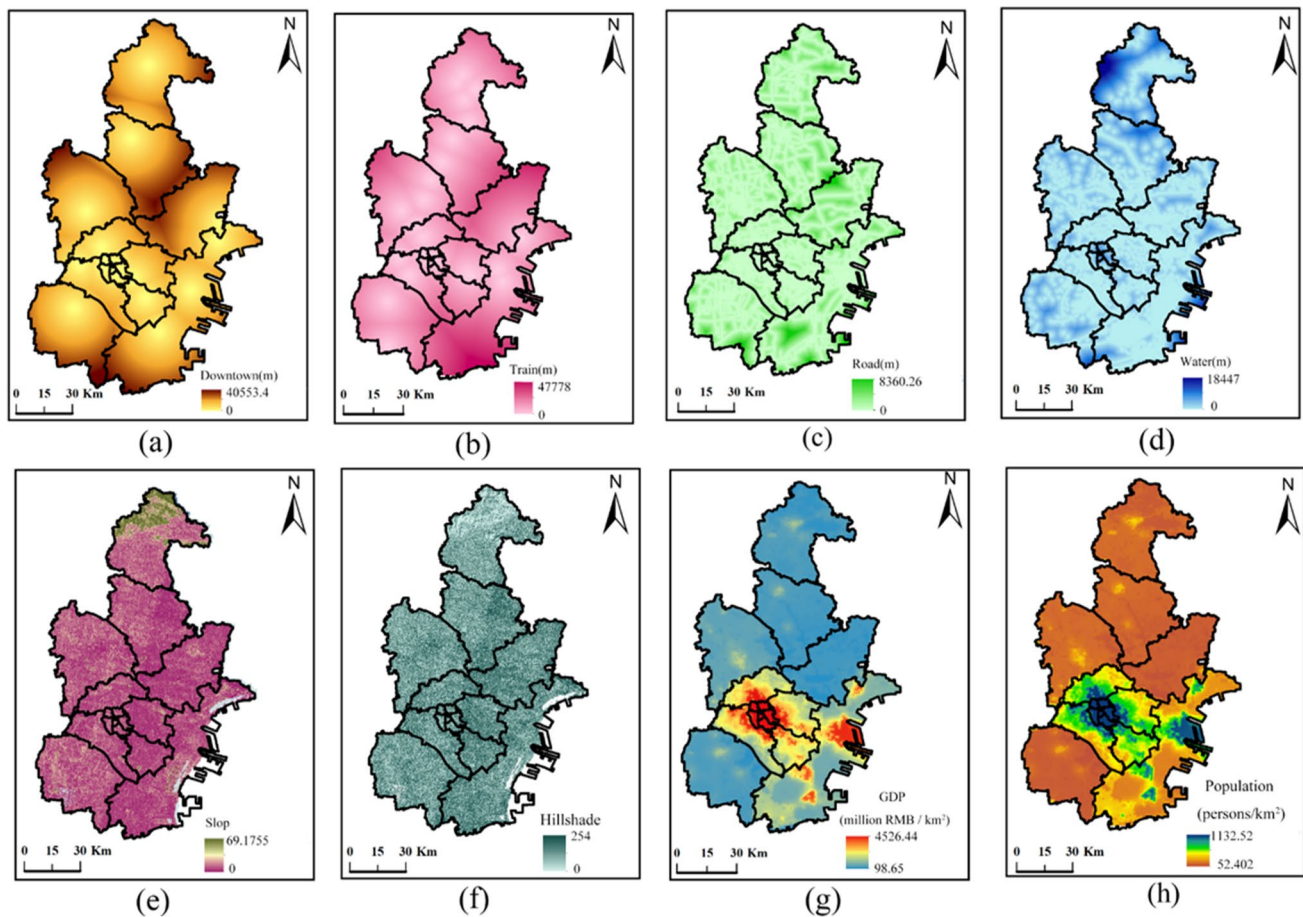 N
Downtown(m)
40553.4
0
0 15 30 Km
(a)
N
Train(m)
47778
0
0 15 30 Km
(b)
N
Road(m)
8360.26
0
0 15 30 Km
(c)
N
Water(m)
18447
0
0 15 30 Km
(d)
N
Slop
69.1755
0
0 15 30 Km
(e)
N
Hillshade
254
0
0 15 30 Km
(f)
N
GDP
(million RMB / km²)
4526.44
98.65
0 15 30 Km
(g)
N
Population
(persons/km²)
1132.52
52.402
0 15 30 Km
(h)